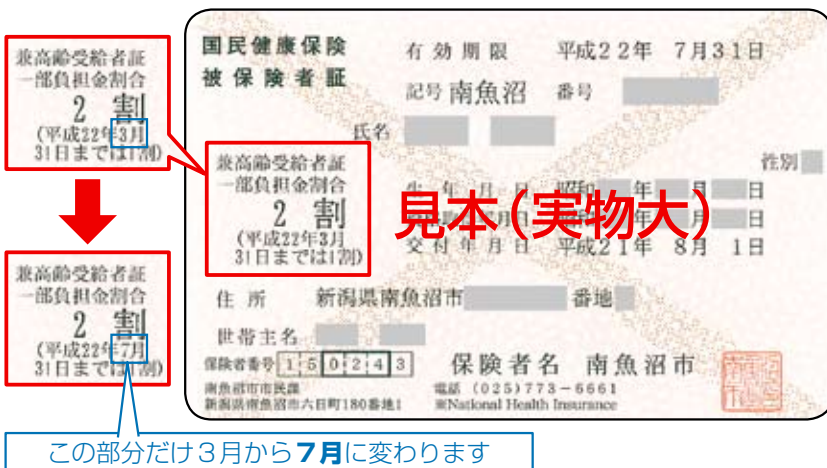 兼高齢受給者証
一部負担金割合
2 割
(平成22年3月
31日までは1割)
兼高齢受給者証
一部負担金割合
2 割
(平成22年7月
31日までは1割)
この部分だけ3月から7月に変わります
国民健康保険
被保険者証
有効期限 平成22年 7月31日
記号 南魚沼 番号
氏名
性別
兼高齢受給者証
一部負担金割合
2 割
(平成22年3月
31日までは1割)
見本(実物大)
生年月日 昭和 年 月 日
年 月 日
交付年月日 平成21年 8月 1日
住所 新潟県南魚沼市 番地
世帯主名
保険者番号 150243
保険者名 南魚沼市
南魚沼市市民課
新潟県南魚沼市六日町180番地1
電話 (025)773-6661
※National Health Insurance